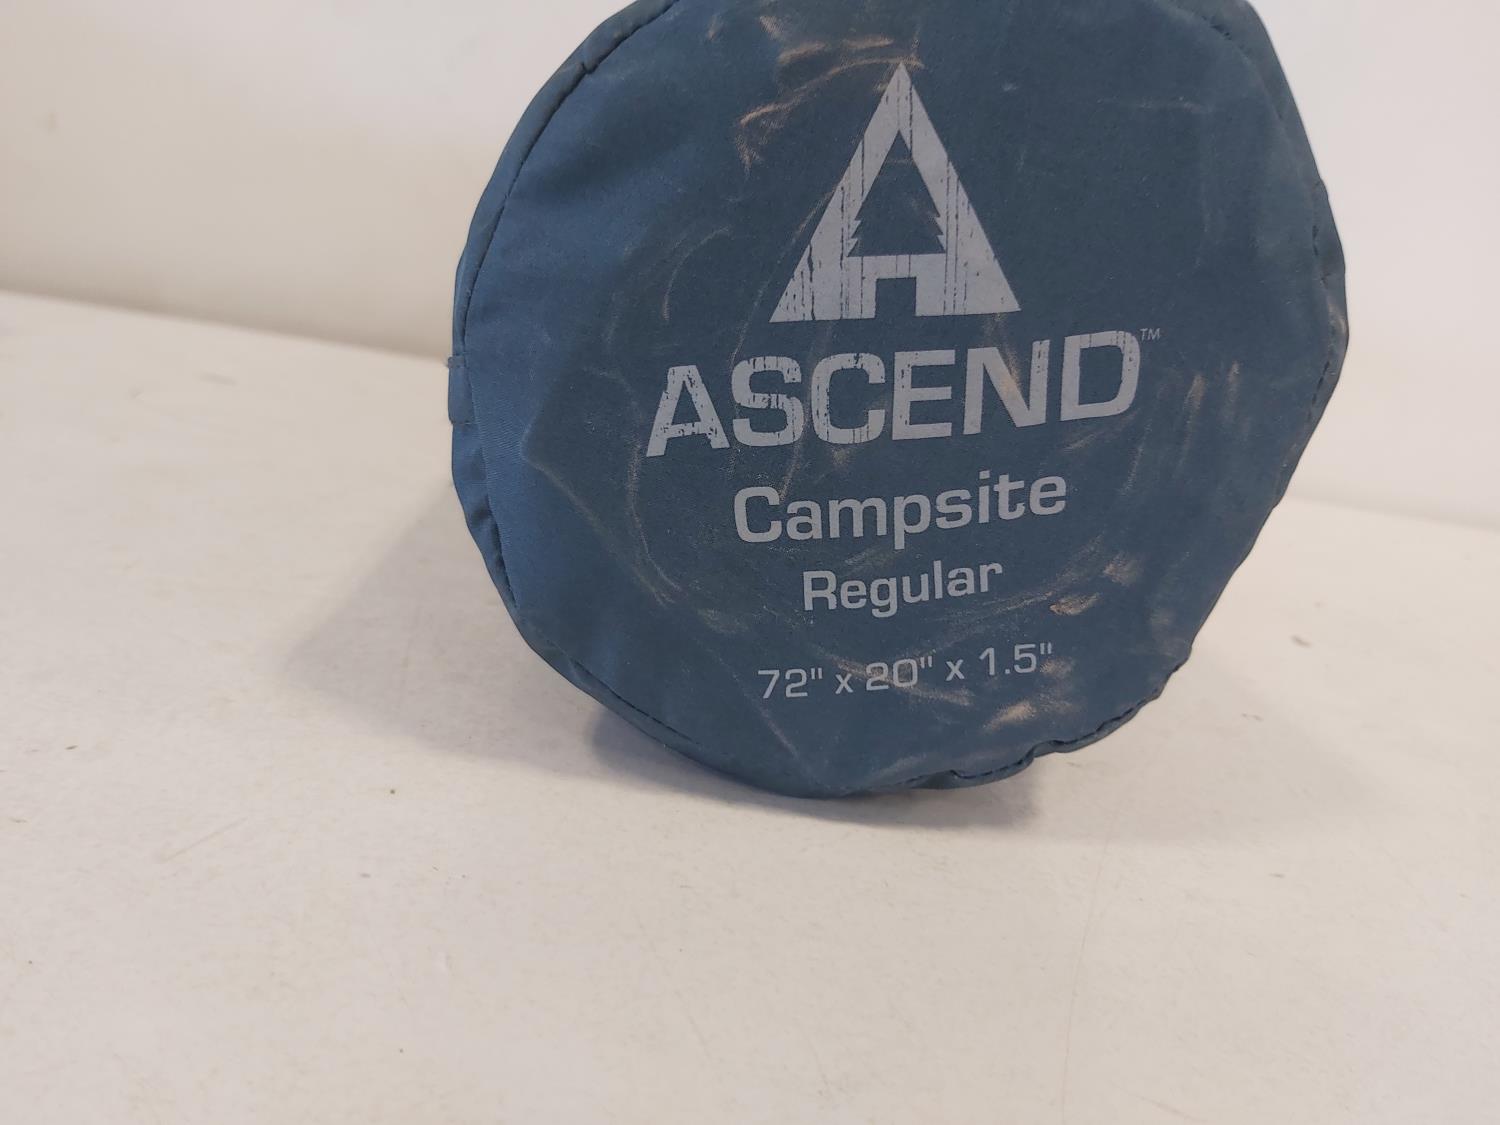 ASCEND™
Campsite
Regular
72" x 20" x 1.5"